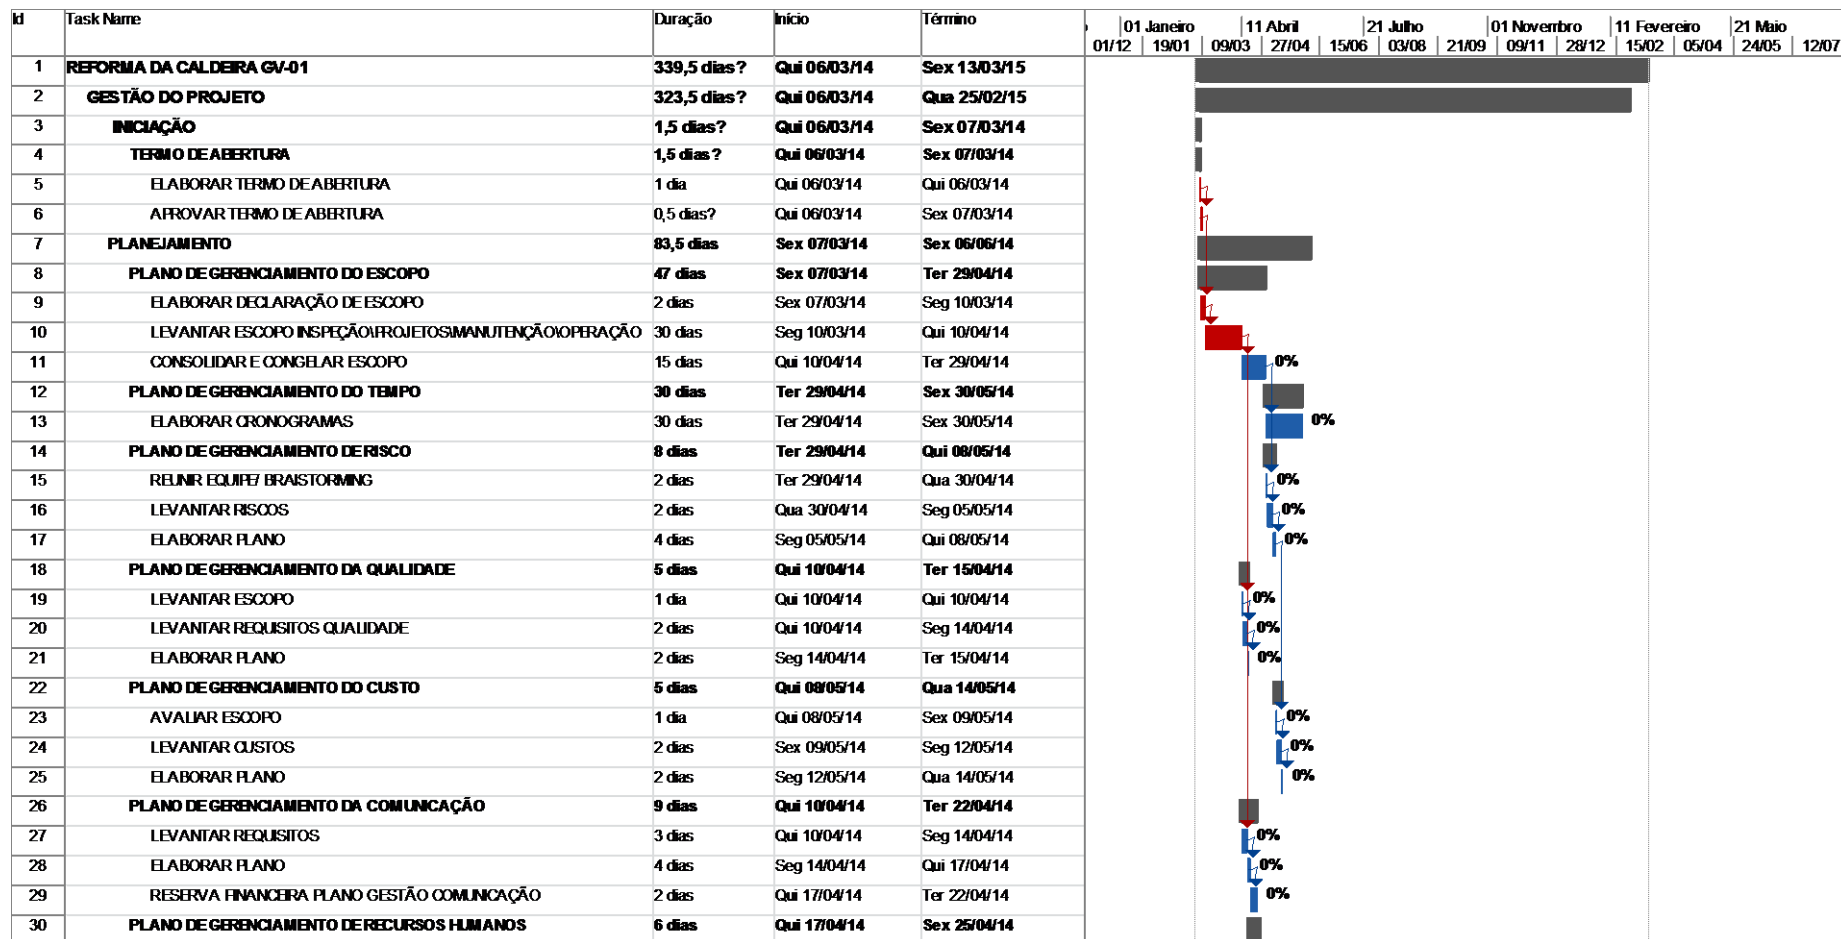 Id Task Name Duração Início Término
01 Janeiro 11 Abril 21 Julho 01 Novembro 11 Fevereiro 21 Maio
01/12 19/01 09/03 27/04 15/06 03/08 21/09 09/11 28/12 15/02 05/04 24/05 12/07
1 REFORMA DA CALDEIRA GV-01 339,5 dias? Qui 06/03/14 Sex 13/03/15
2 GESTÃO DO PROJETO 323,5 dias? Qui 06/03/14 Qua 25/02/15
3 INICIAÇÃO 1,5 dias? Qui 06/03/14 Sex 07/03/14
4 TERMO DE ABERTURA 1,5 dias? Qui 06/03/14 Sex 07/03/14
5 ELABORAR TERMO DE ABERTURA 1 dia Qui 06/03/14 Qui 06/03/14
6 APROVAR TERMO DE ABERTURA 0,5 dias? Qui 06/03/14 Sex 07/03/14
7 PLANEJAMENTO 83,5 dias Sex 07/03/14 Sex 06/06/14
8 PLANO DE GERENCIAMENTO DO ESCOPO 47 dias Sex 07/03/14 Ter 29/04/14
9 ELABORAR DECLARAÇÃO DE ESCOPO 2 dias Sex 07/03/14 Seg 10/03/14
10 LEVANTAR ESCOPO INSPEÇÃO\PROJETOS\MANUTENÇÃO\OPERAÇÃO 30 dias Seg 10/03/14 Qui 10/04/14
11 CONSOLIDAR E CONGELAR ESCOPO 15 dias Qui 10/04/14 Ter 29/04/14 0%
12 PLANO DE GERENCIAMENTO DO TEMPO 30 dias Ter 29/04/14 Sex 30/05/14
13 ELABORAR CRONOGRAMAS 30 dias Ter 29/04/14 Sex 30/05/14 0%
14 PLANO DE GERENCIAMENTO DE RISCO 8 dias Ter 29/04/14 Qui 08/05/14
15 REUNIR EQUIPE/ BRAISTORMING 2 dias Ter 29/04/14 Qua 30/04/14 0%
16 LEVANTAR RISCOS 2 dias Qua 30/04/14 Seg 05/05/14 0%
17 ELABORAR PLANO 4 dias Seg 05/05/14 Qui 08/05/14 0%
18 PLANO DE GERENCIAMENTO DA QUALIDADE 5 dias Qui 10/04/14 Ter 15/04/14
19 LEVANTAR ESCOPO 1 dia Qui 10/04/14 Qui 10/04/14 0%
20 LEVANTAR REQUISITOS QUALIDADE 2 dias Qui 10/04/14 Seg 14/04/14 0%
21 ELABORAR PLANO 2 dias Seg 14/04/14 Ter 15/04/14 0%
22 PLANO DE GERENCIAMENTO DO CUSTO 5 dias Qui 08/05/14 Qua 14/05/14
23 AVALIAR ESCOPO 1 dia Qui 08/05/14 Sex 09/05/14 0%
24 LEVANTAR CUSTOS 2 dias Sex 09/05/14 Seg 12/05/14 0%
25 ELABORAR PLANO 2 dias Seg 12/05/14 Qua 14/05/14 0%
26 PLANO DE GERENCIAMENTO DA COMUNICAÇÃO 9 dias Qui 10/04/14 Ter 22/04/14
27 LEVANTAR REQUISITOS 3 dias Qui 10/04/14 Seg 14/04/14 0%
28 ELABORAR PLANO 4 dias Seg 14/04/14 Qui 17/04/14 0%
29 RESERVA FINANCEIRA PLANO GESTÃO COMUNICAÇÃO 2 dias Qui 17/04/14 Ter 22/04/14 0%
30 PLANO DE GERENCIAMENTO DE RECURSOS HUMANOS 6 dias Qui 17/04/14 Sex 25/04/14